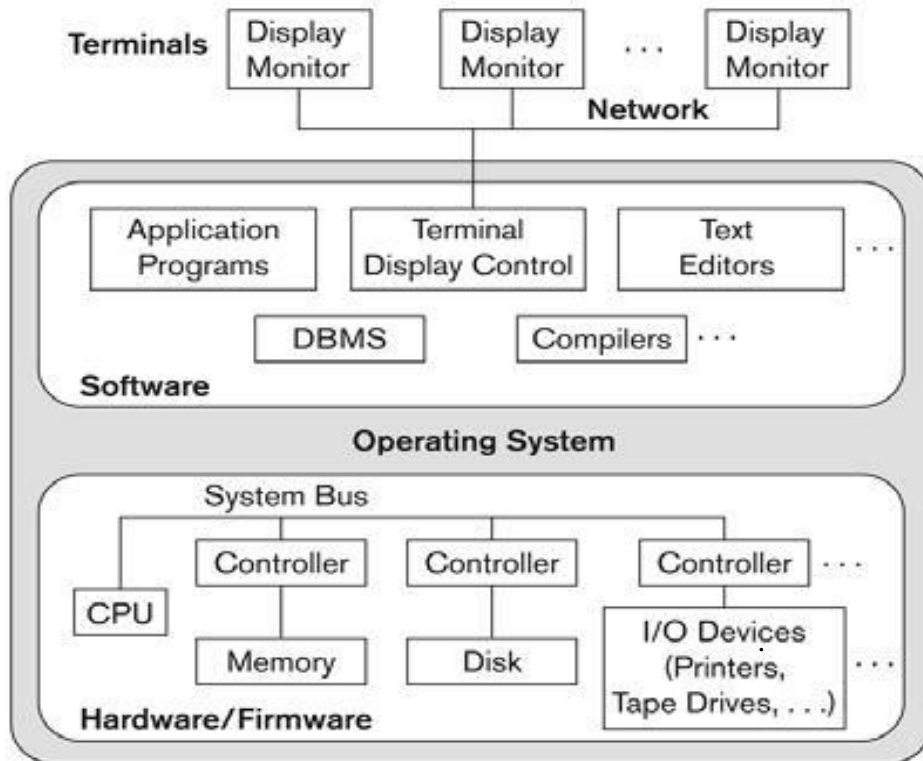 Terminals
Display
Monitor
Display
Monitor
...
Display
Monitor
Network
Application
Programs
Terminal
Display Control
Text
Editors
...
DBMS
Compilers
...
Software
Operating System
System Bus
Controller
Controller
Controller
...
CPU
Memory
Disk
I/O Devices
(Printers,
Tape Drives, . . .)
...
Hardware/Firmware